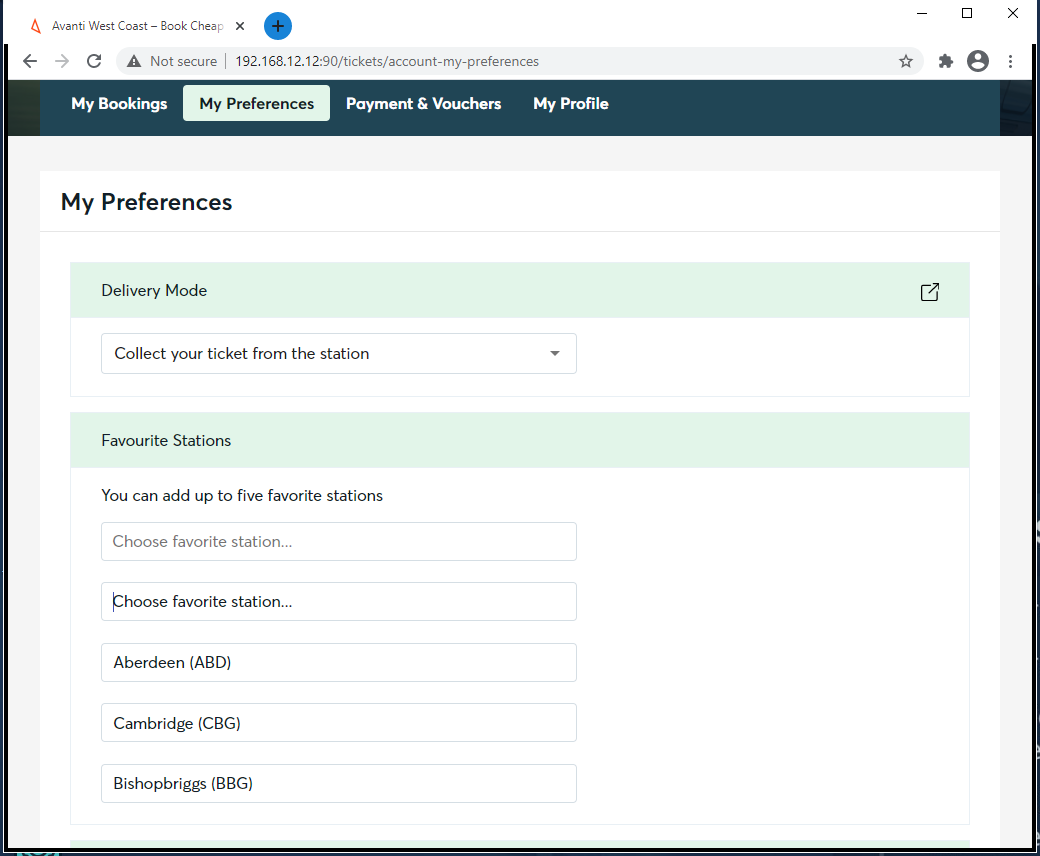 Avanti West Coast – Book Cheap
Not secure
192.168.12.12:90/tickets/account-my-preferences
My Bookings My Preferences Payment & Vouchers My Profile
My Preferences
Delivery Mode
Collect your ticket from the station
Favourite Stations
You can add up to five favorite stations
Choose favorite station...
Choose favorite station...
Aberdeen (ABD)
Cambridge (CBG)
Bishopbriggs (BBG)